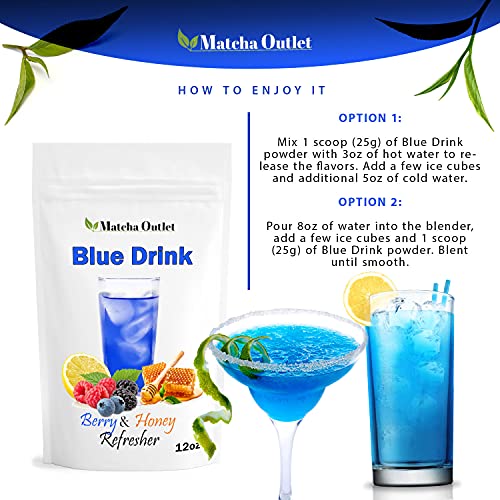 Matcha Outlet
HOW TO ENJOY IT
OPTION 1:
Mix 1 scoop (25g) of Blue Drink
powder with 3oz of hot water to re-
lease the flavors. Add a few ice cubes
and additional 5oz of cold water.
OPTION 2:
Pour 8oz of water into the blender,
add a few ice cubes and 1 scoop
(25g) of Blue Drink powder. Blent
until smooth.
Matcha Outlet
Blue Drink
Berry & Honey
Refresher
12oz